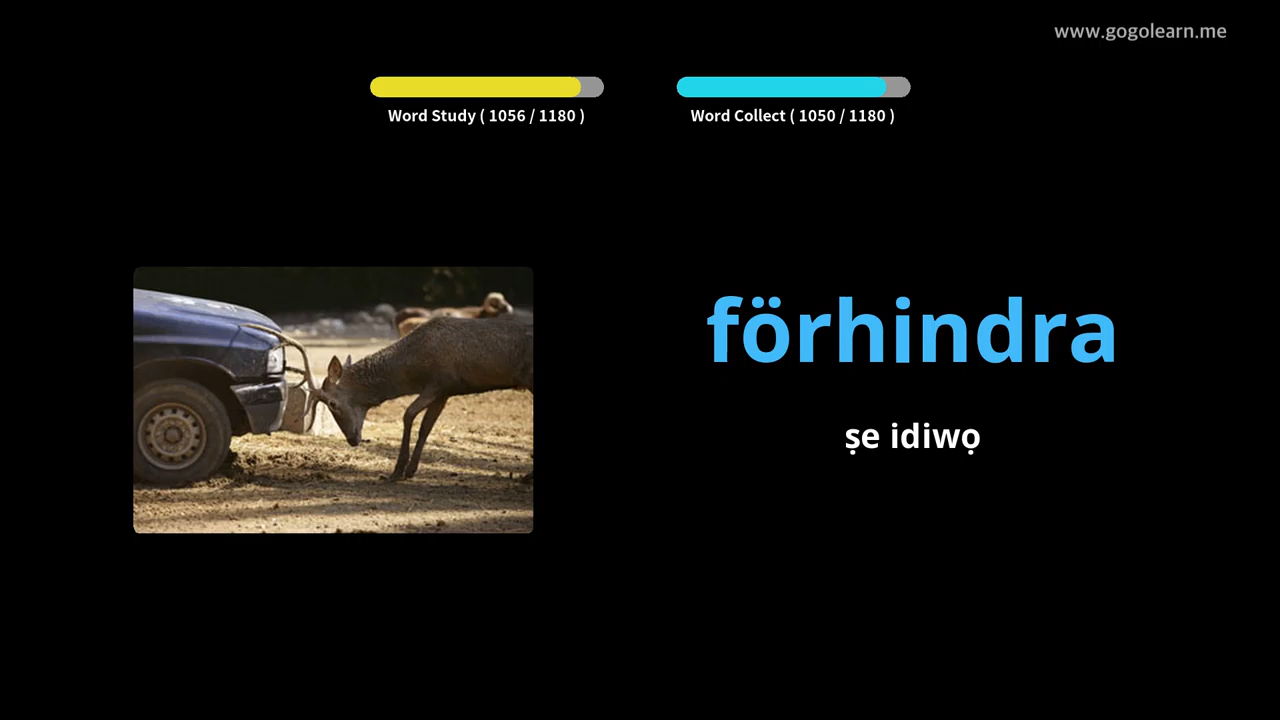 www.gogolearn.me
Word Study ( 1056 / 1180 )
Word Collect ( 1050 / 1180 )
förhindra
ṣe idiwọ